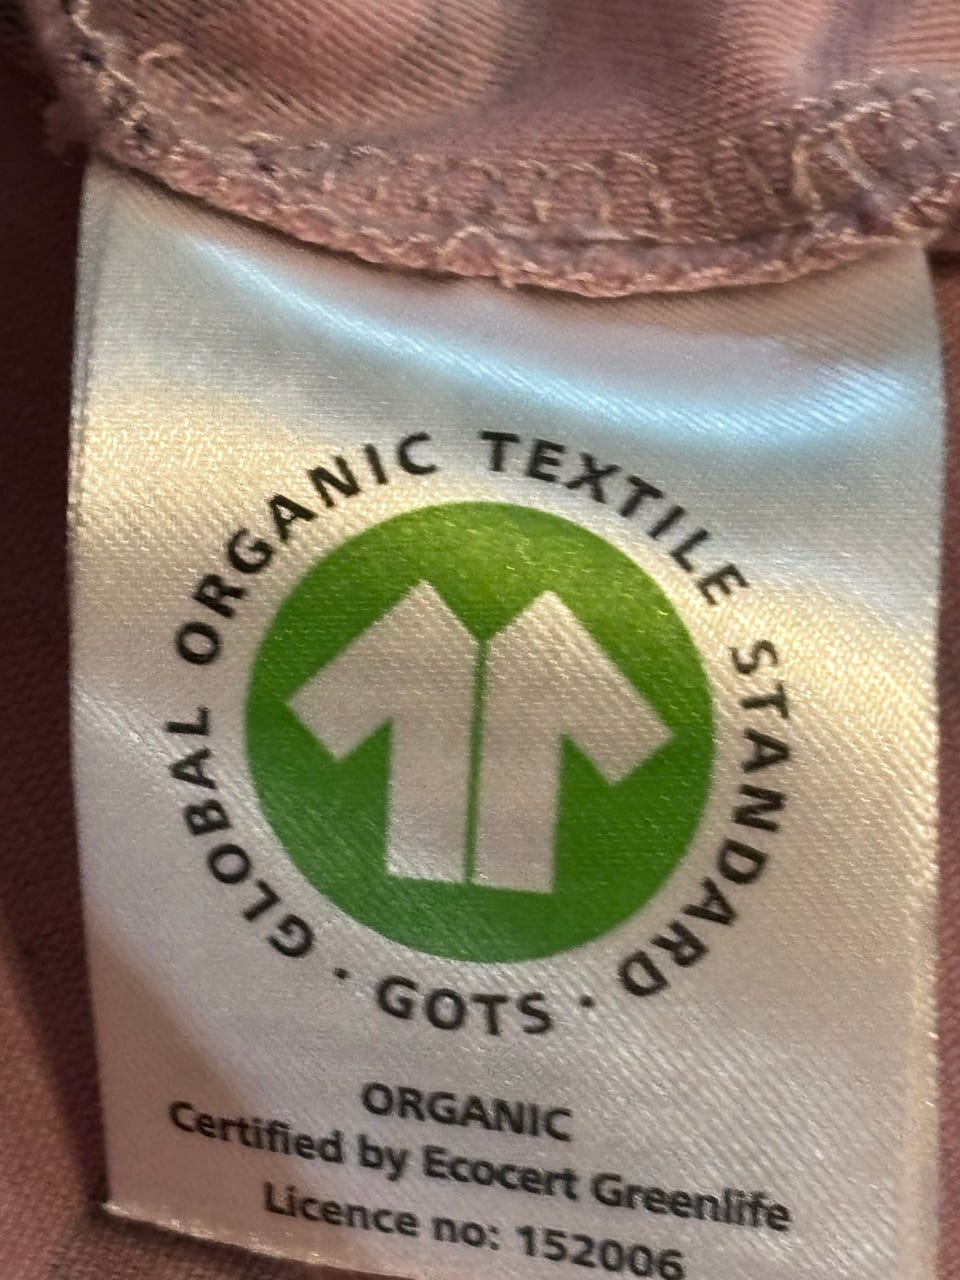 GLOBAL ORGANIC TEXTILE STANDARD · GOTS ·
ORGANIC
Certified by Ecocert Greenlife
Licence no: 152006